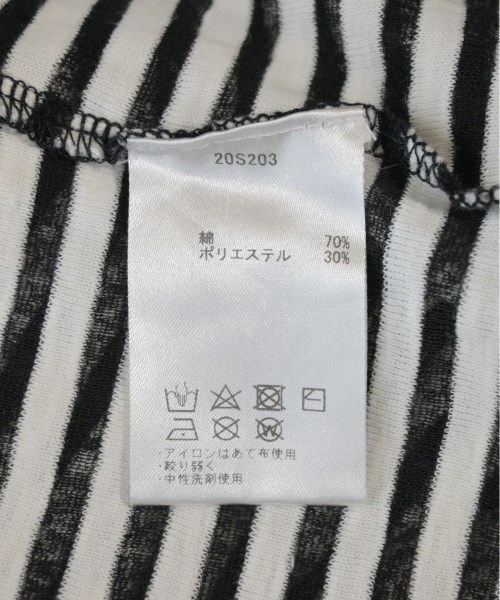 20S203
綿 70%
ポリエステル 30%
・アイロンはあて布使用
・絞り弱く
・中性洗剤使用